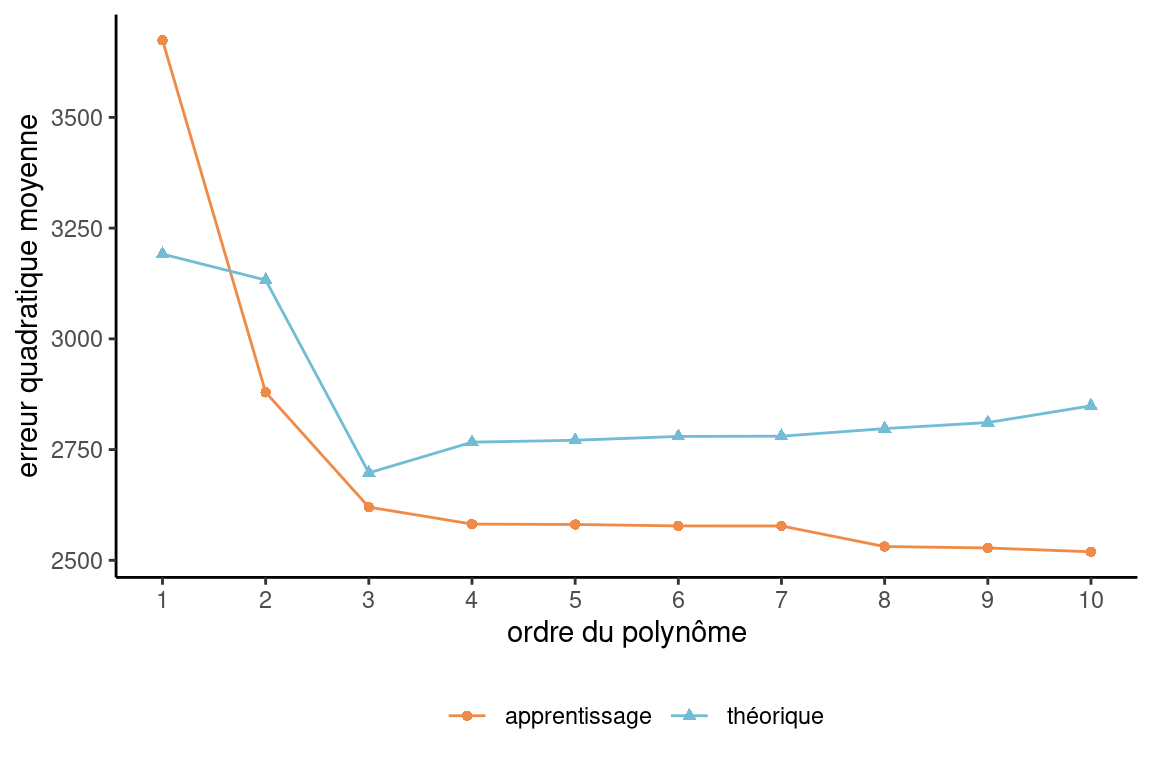 erreur quadratique moyenne
3500
3250
3000
2750
2500
1 2 3 4 5 6 7 8 9 10
ordre du polynôme
apprentissage théorique